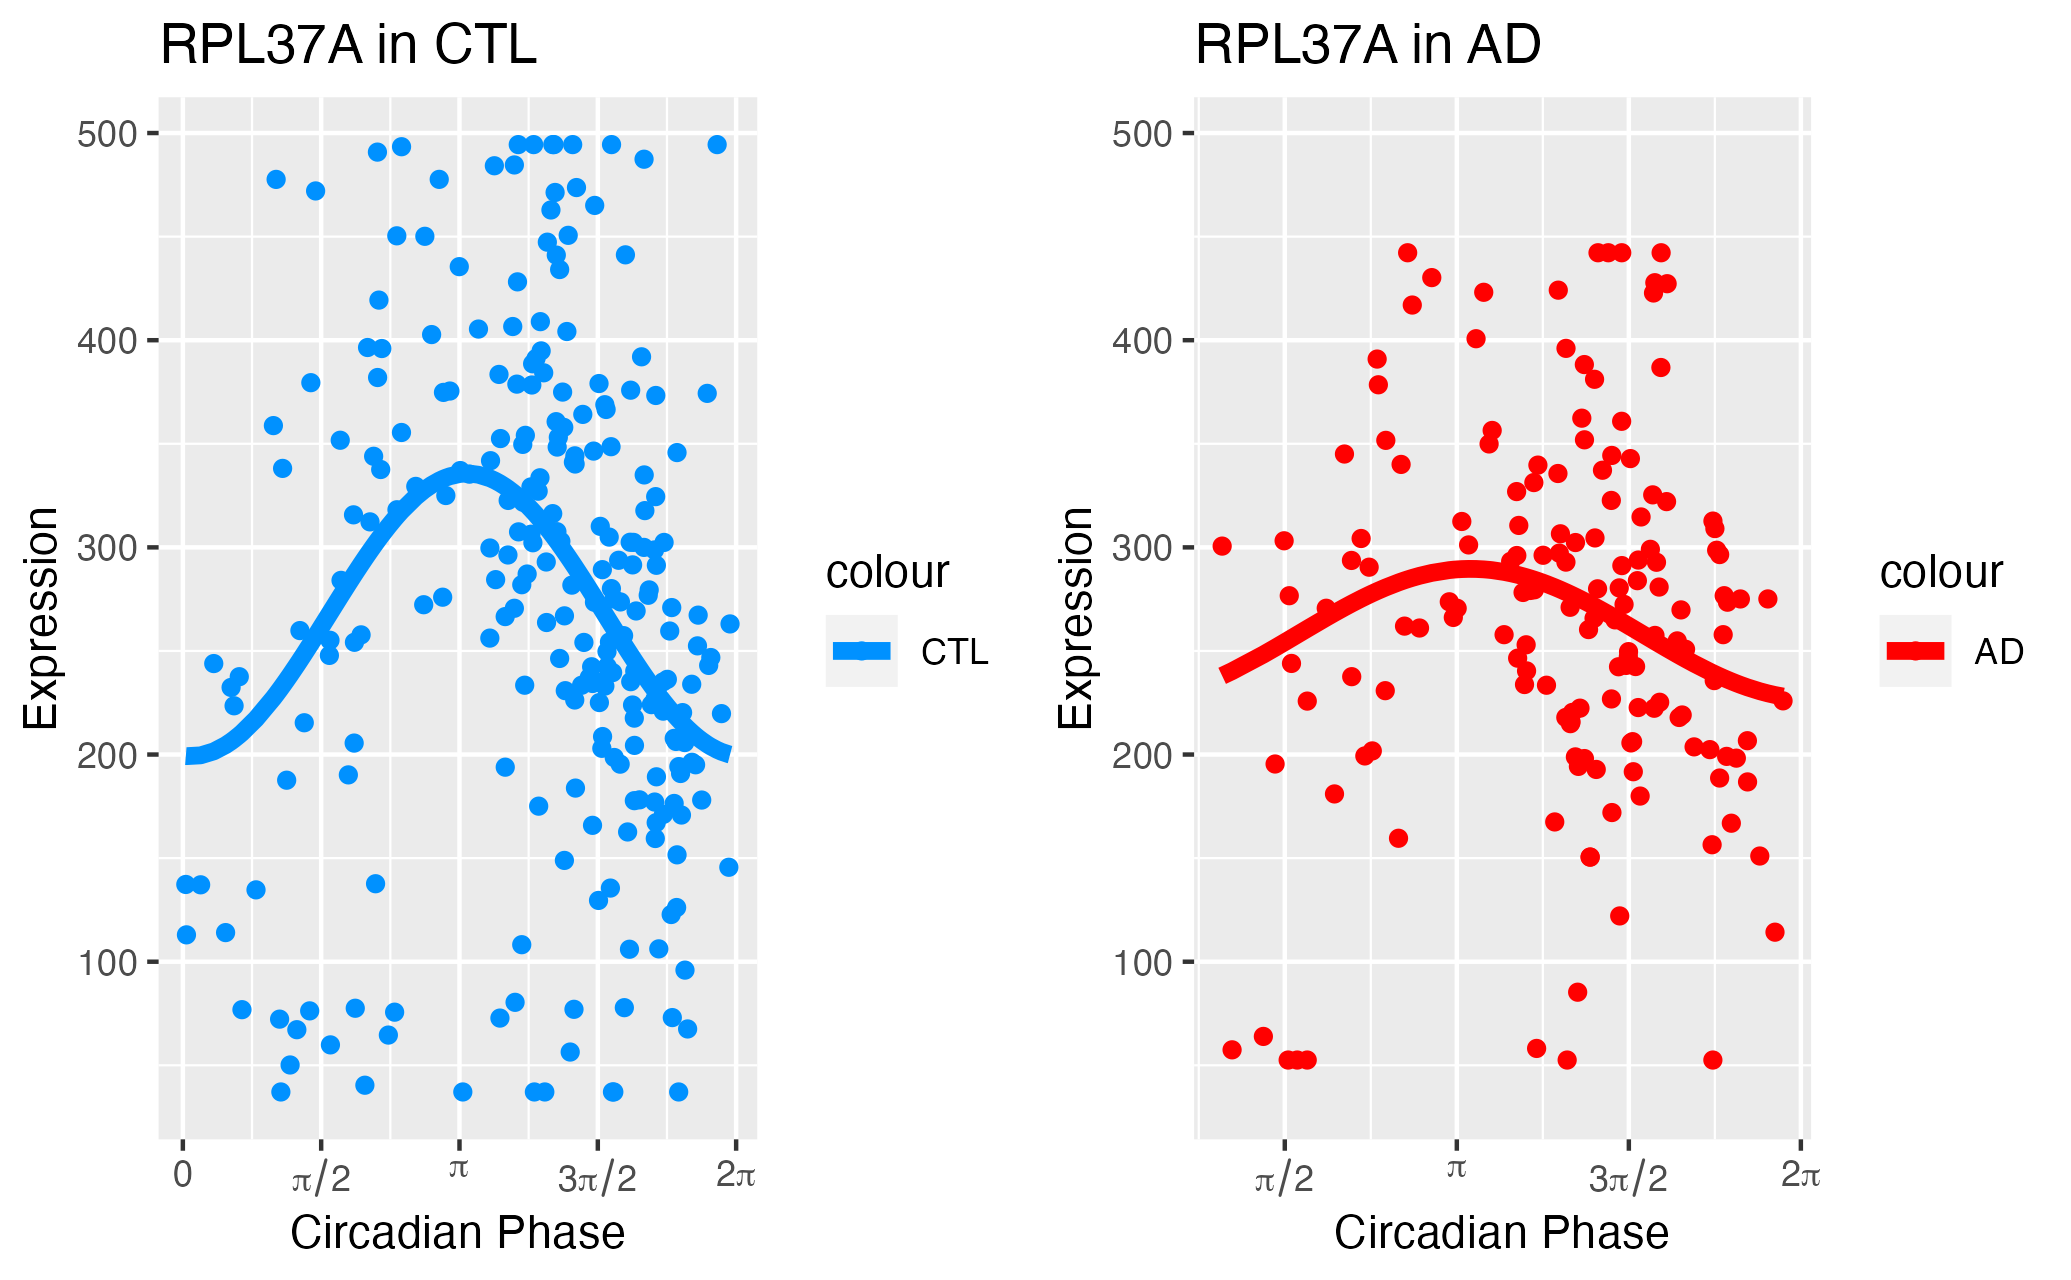 RPL37A in CTL
500
400
300
200
100
Expression
0
π/2
π
3π/2
2π
Circadian Phase
colour
CTL
RPL37A in AD
500
400
300
200
100
Expression
π/2
π
3π/2
2π
Circadian Phase
colour
AD